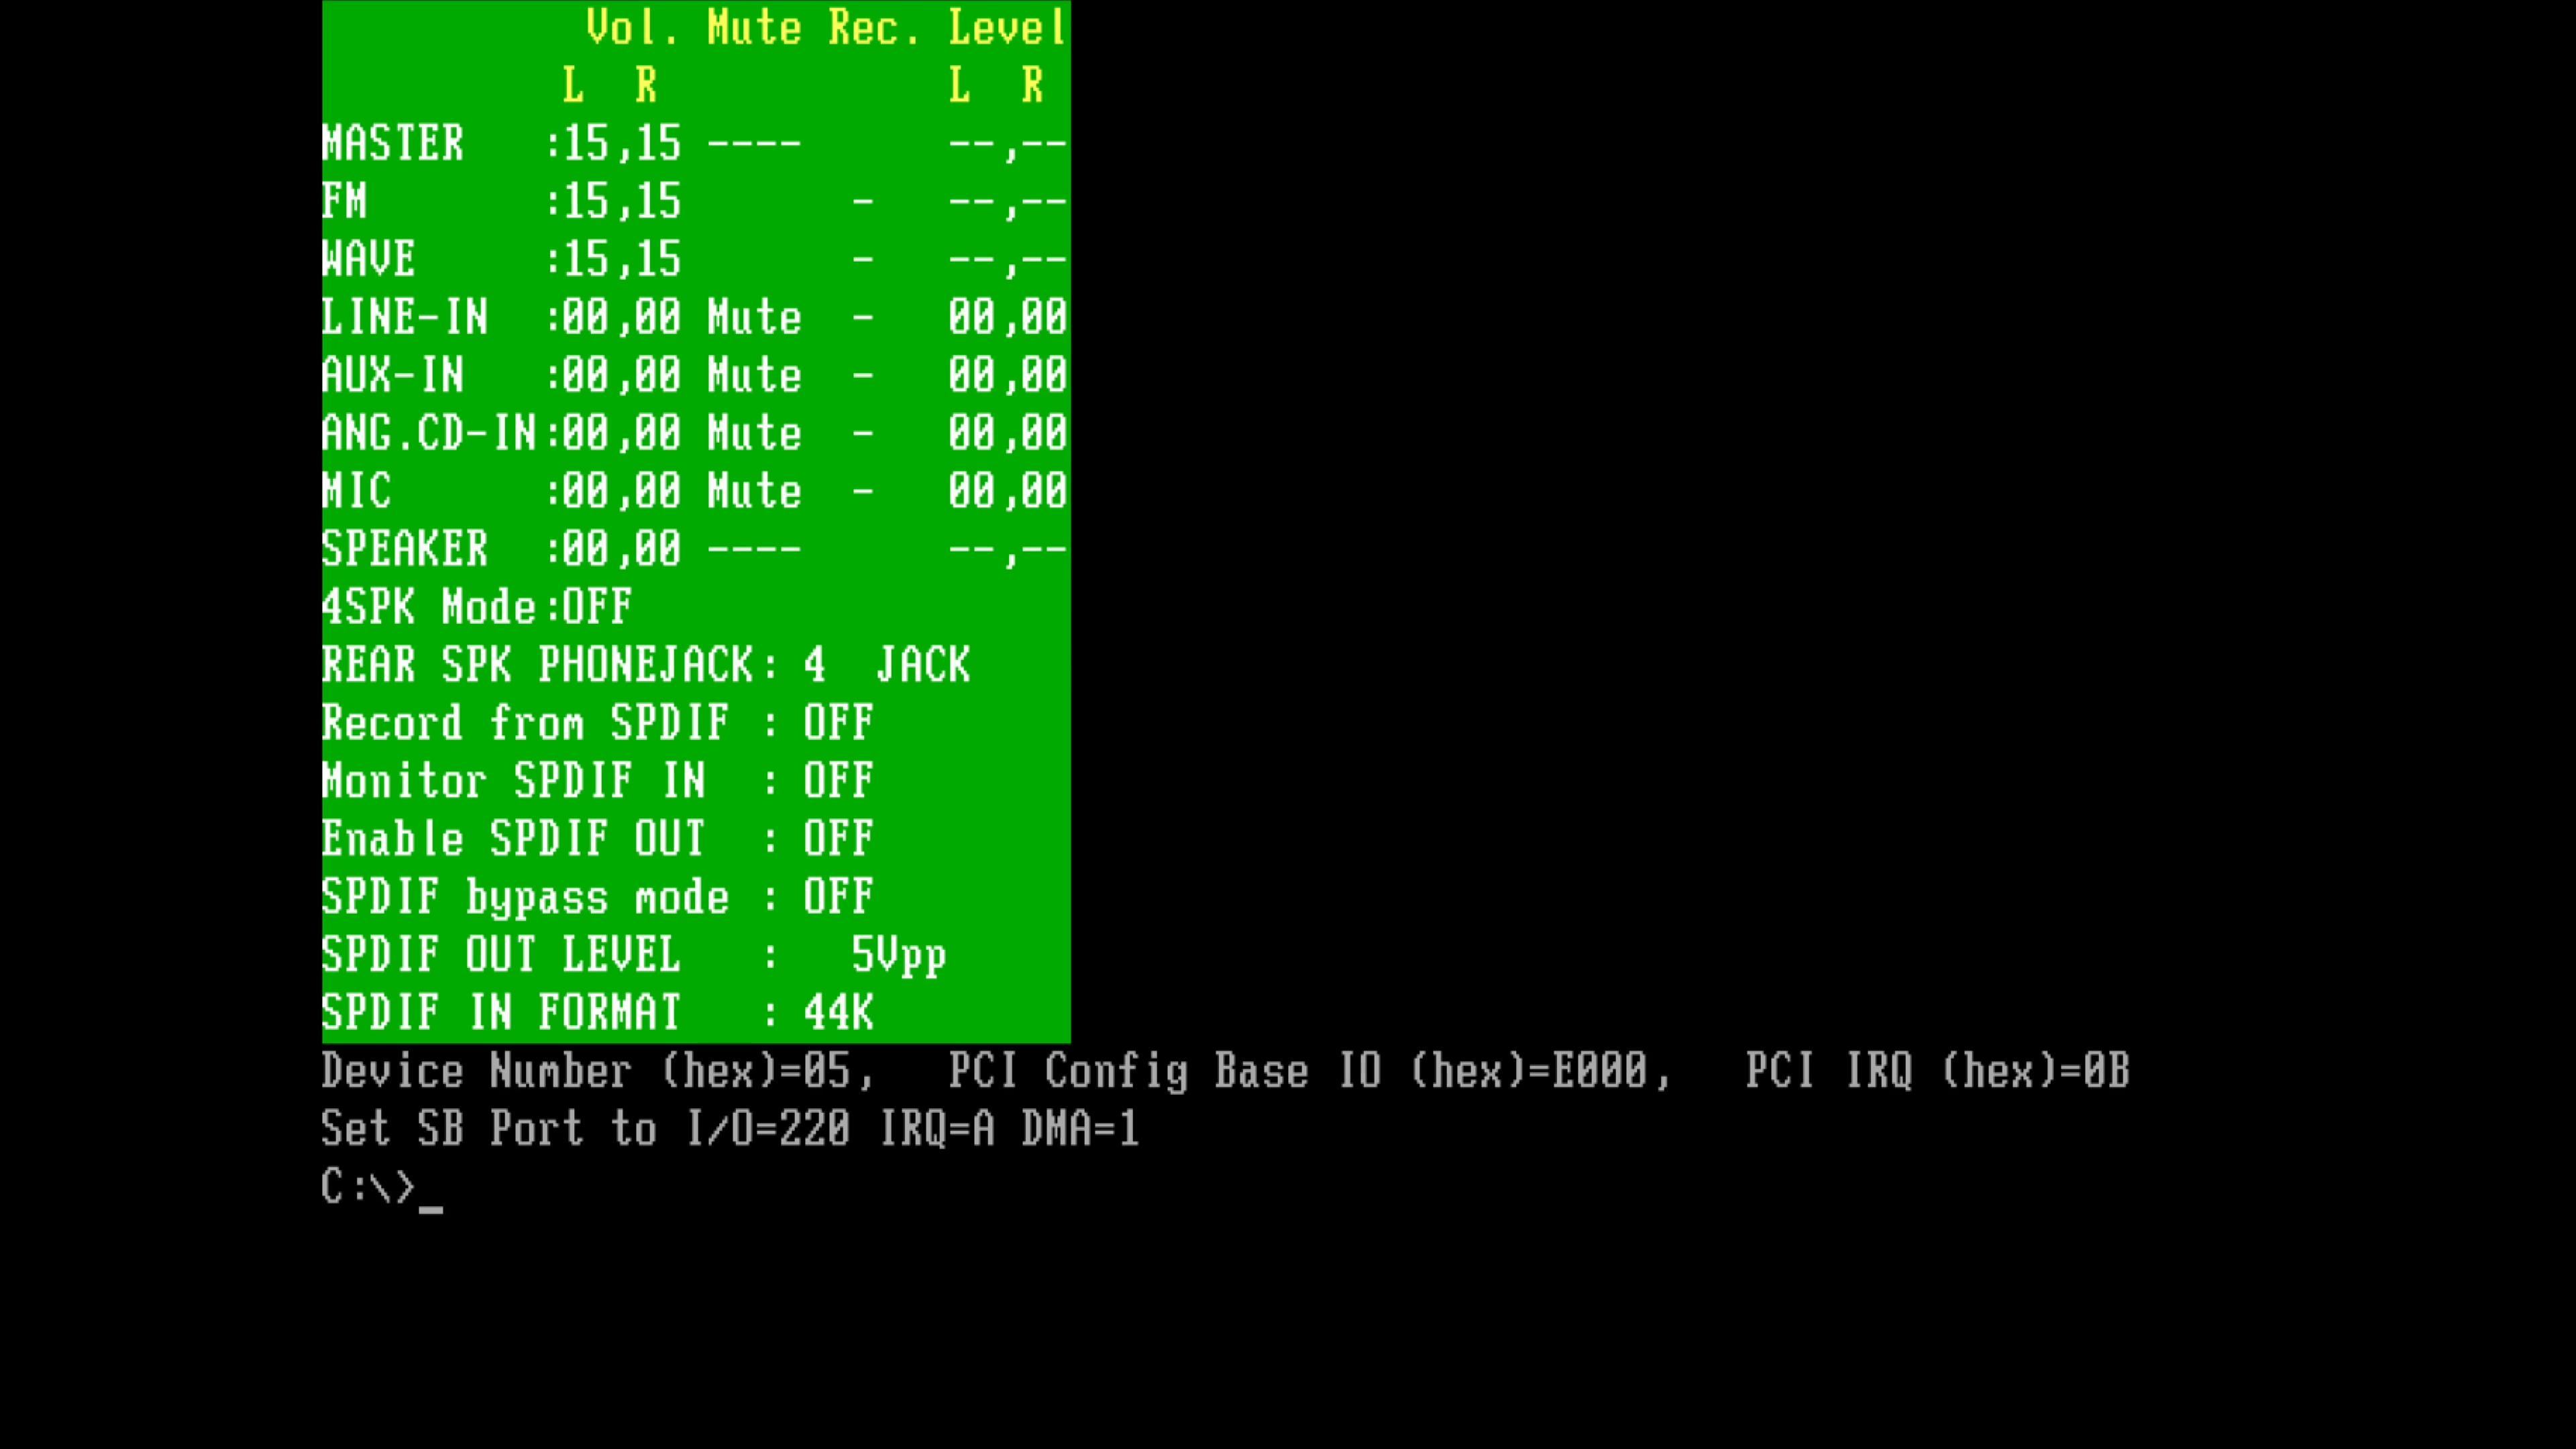 Vol. Mute Rec. Level
L R L R
MASTER :15,15 ---- --,--
FM :15,15 - --,--
WAVE :15,15 - --,--
LINE-IN :00,00 Mute - 00,00
AUX-IN :00,00 Mute - 00,00
ANG.CD-IN:00,00 Mute - 00,00
MIC :00,00 Mute - 00,00
SPEAKER :00,00 ---- --,--
4SPK Mode:OFF
REAR SPK PHONEJACK: 4 JACK
Record from SPDIF : OFF
Monitor SPDIF IN : OFF
Enable SPDIF OUT : OFF
SPDIF bypass mode : OFF
SPDIF OUT LEVEL : 5Vpp
SPDIF IN FORMAT : 44K
Device Number (hex)=05, PCI Config Base IO (hex)=E000, PCI IRQ (hex)=0B
Set SB Port to I/O=220 IRQ=A DMA=1
C:\>_